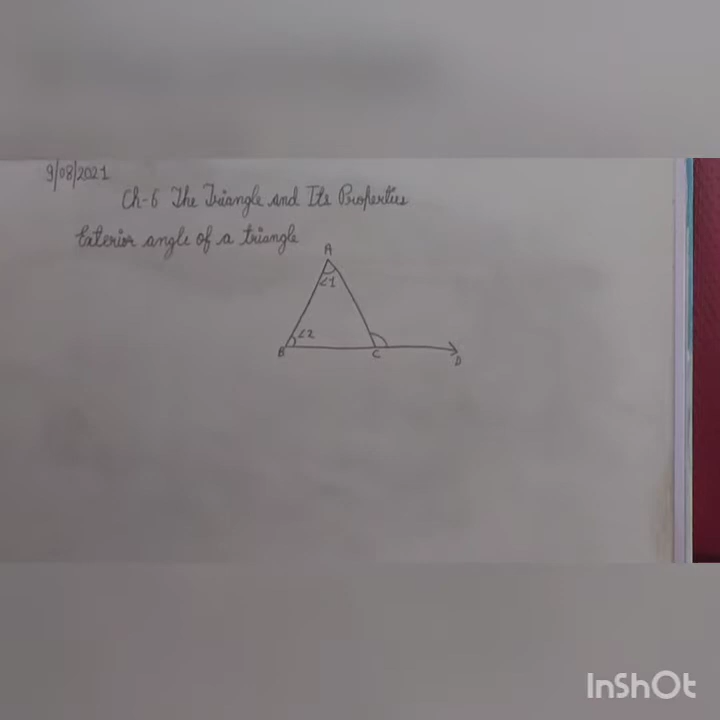 9/08/2021
Ch-6 The Triangle and Its Properties
Exterior angle of a triangle
A
∠1
∠2
B
C
D
InShOt